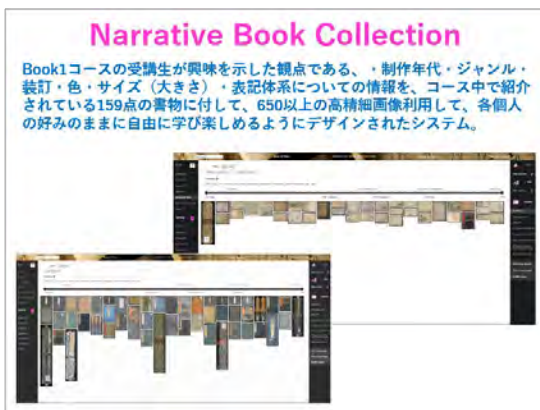 Narrative Book Collection
Book1コースの受講生が興味を示した観点である、・制作年代・ジャンル・
装訂・色・サイズ（大きさ）・表記体系についての情報を、コース中で紹介
されている159点の書物に付して、650以上の高精細画像利用して、各個人
の好みのままに自由に学び楽しめるようにデザインされたシステム。